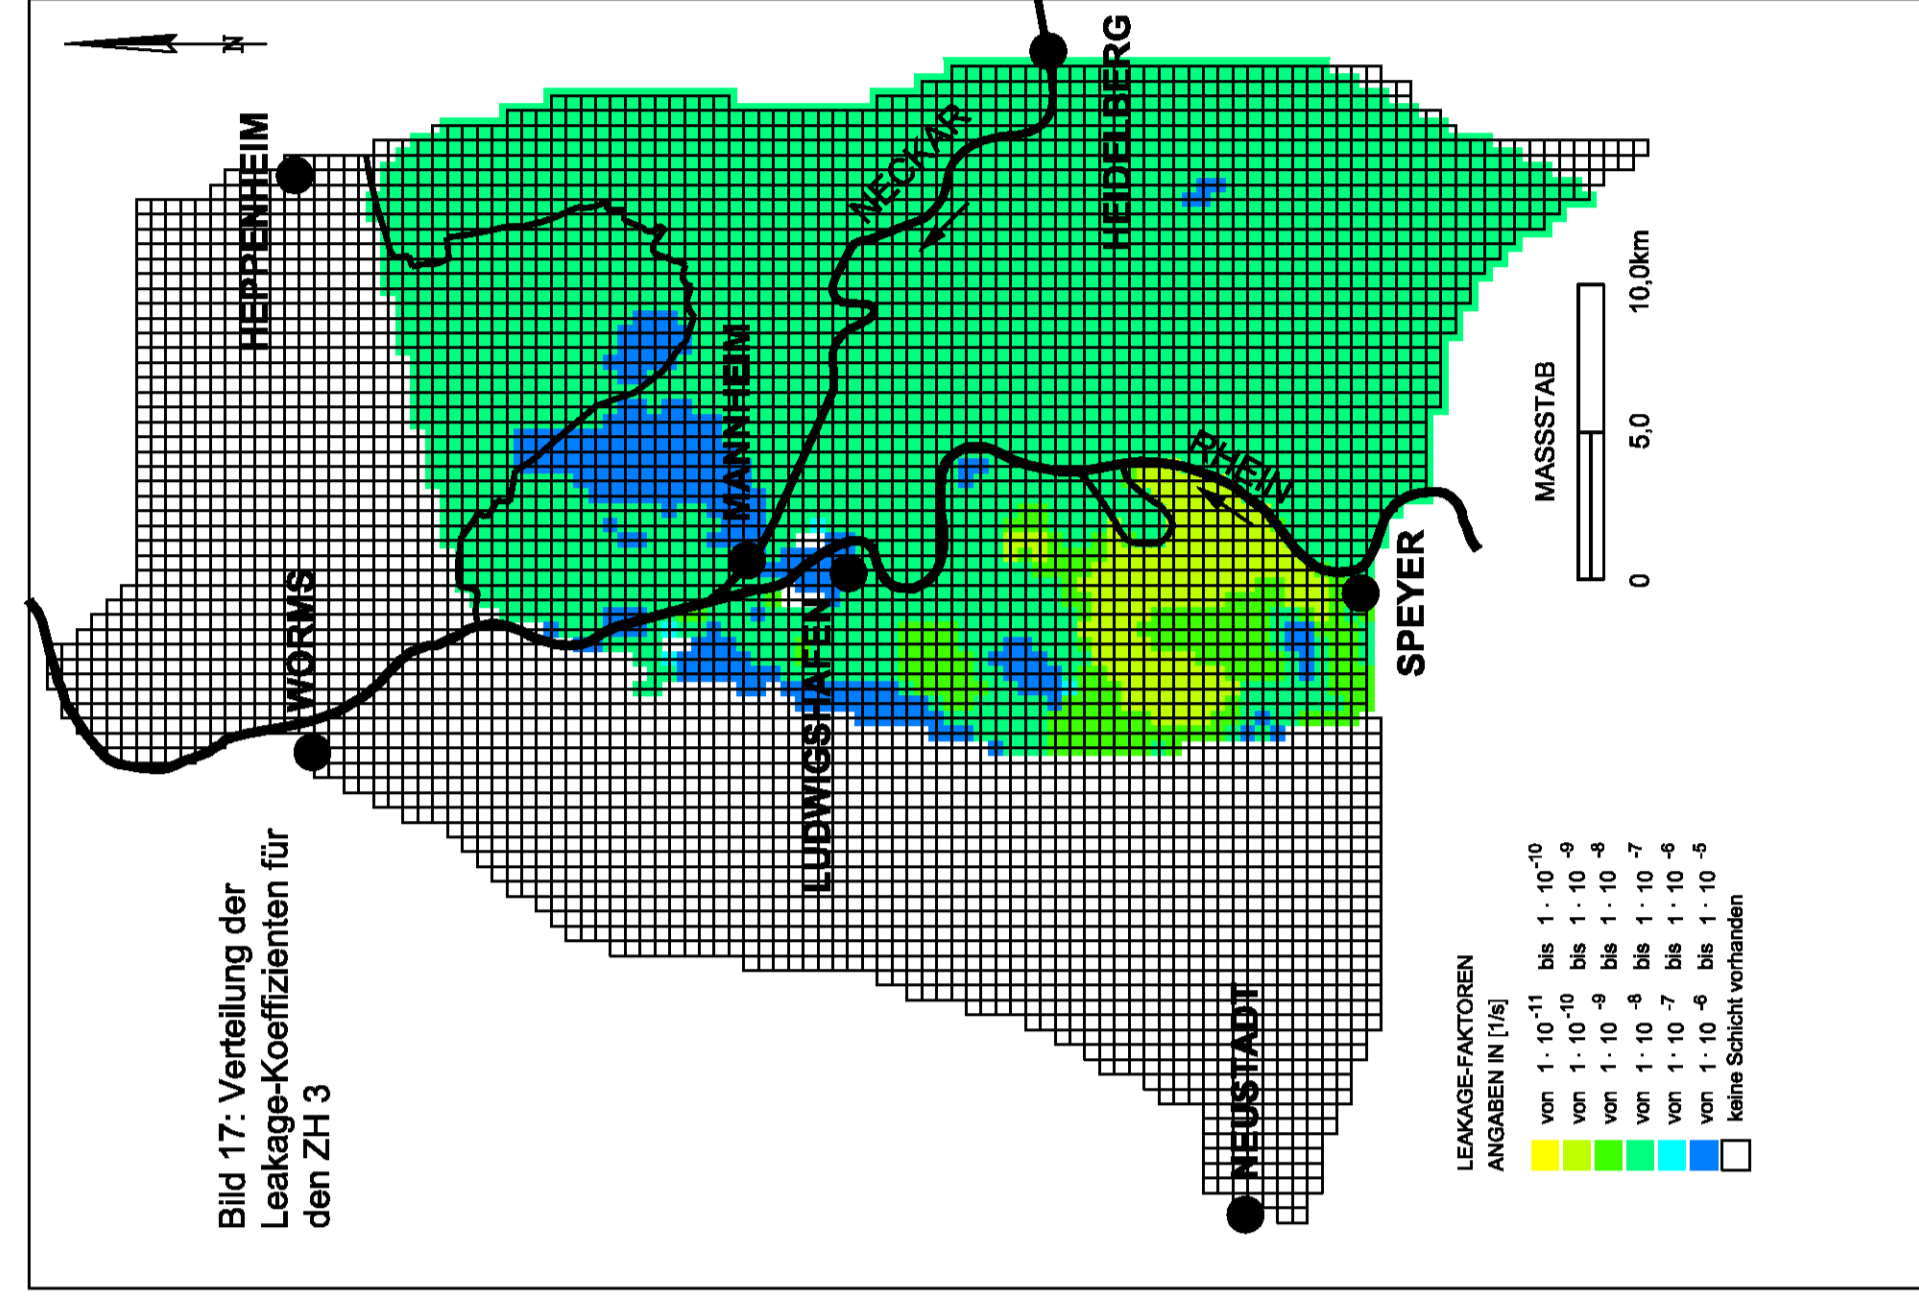 Bild 17: Verteilung der
Leakage-Koeffizienten für
den ZH 3
N
HEPPENHEIM
WORMS
MANNHEIM
NECKAR
HEIDELBERG
LUDWIGSHAFEN
RHEIN
SPEYER
NEUSTADT
MASSSTAB
0 5,0 10,0km
LEAKAGE-FAKTOREN
ANGABEN IN [1/s]
von 1 · 10⁻¹¹ bis 1 · 10⁻¹⁰
von 1 · 10⁻¹⁰ bis 1 · 10⁻⁹
von 1 · 10⁻⁹ bis 1 · 10⁻⁸
von 1 · 10⁻⁸ bis 1 · 10⁻⁷
von 1 · 10⁻⁷ bis 1 · 10⁻⁶
von 1 · 10⁻⁶ bis 1 · 10⁻⁵
keine Schicht vorhanden